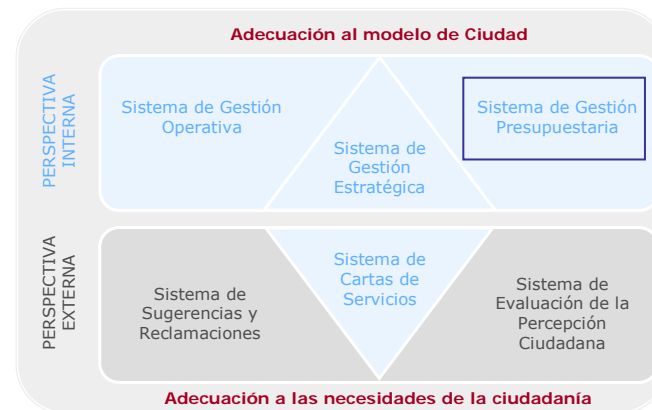 Adecuación al modelo de Ciudad
PERSPECTIVA
INTERNA
Sistema de Gestión
Operativa
Sistema de
Gestión
Estratégica
Sistema de Gestión
Presupuestaria
PERSPECTIVA
EXTERNA
Sistema de
Sugerencias y
Reclamaciones
Sistema de
Cartas de
Servicios
Sistema de
Evaluación de la
Percepción
Ciudadana
Adecuación a las necesidades de la ciudadanía